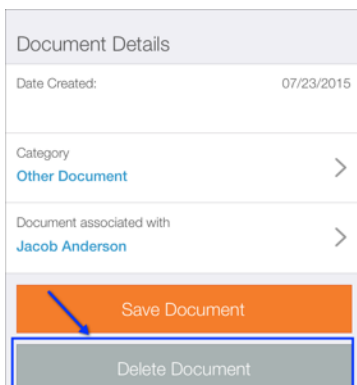 Document Details
Date Created: 07/23/2015
Category
Other Document
Document associated with
Jacob Anderson
Save Document
Delete Document